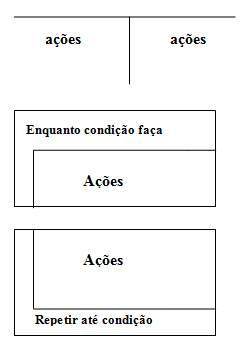 ações ações
Enquanto condição faça
Ações
Ações
Repetir até condição